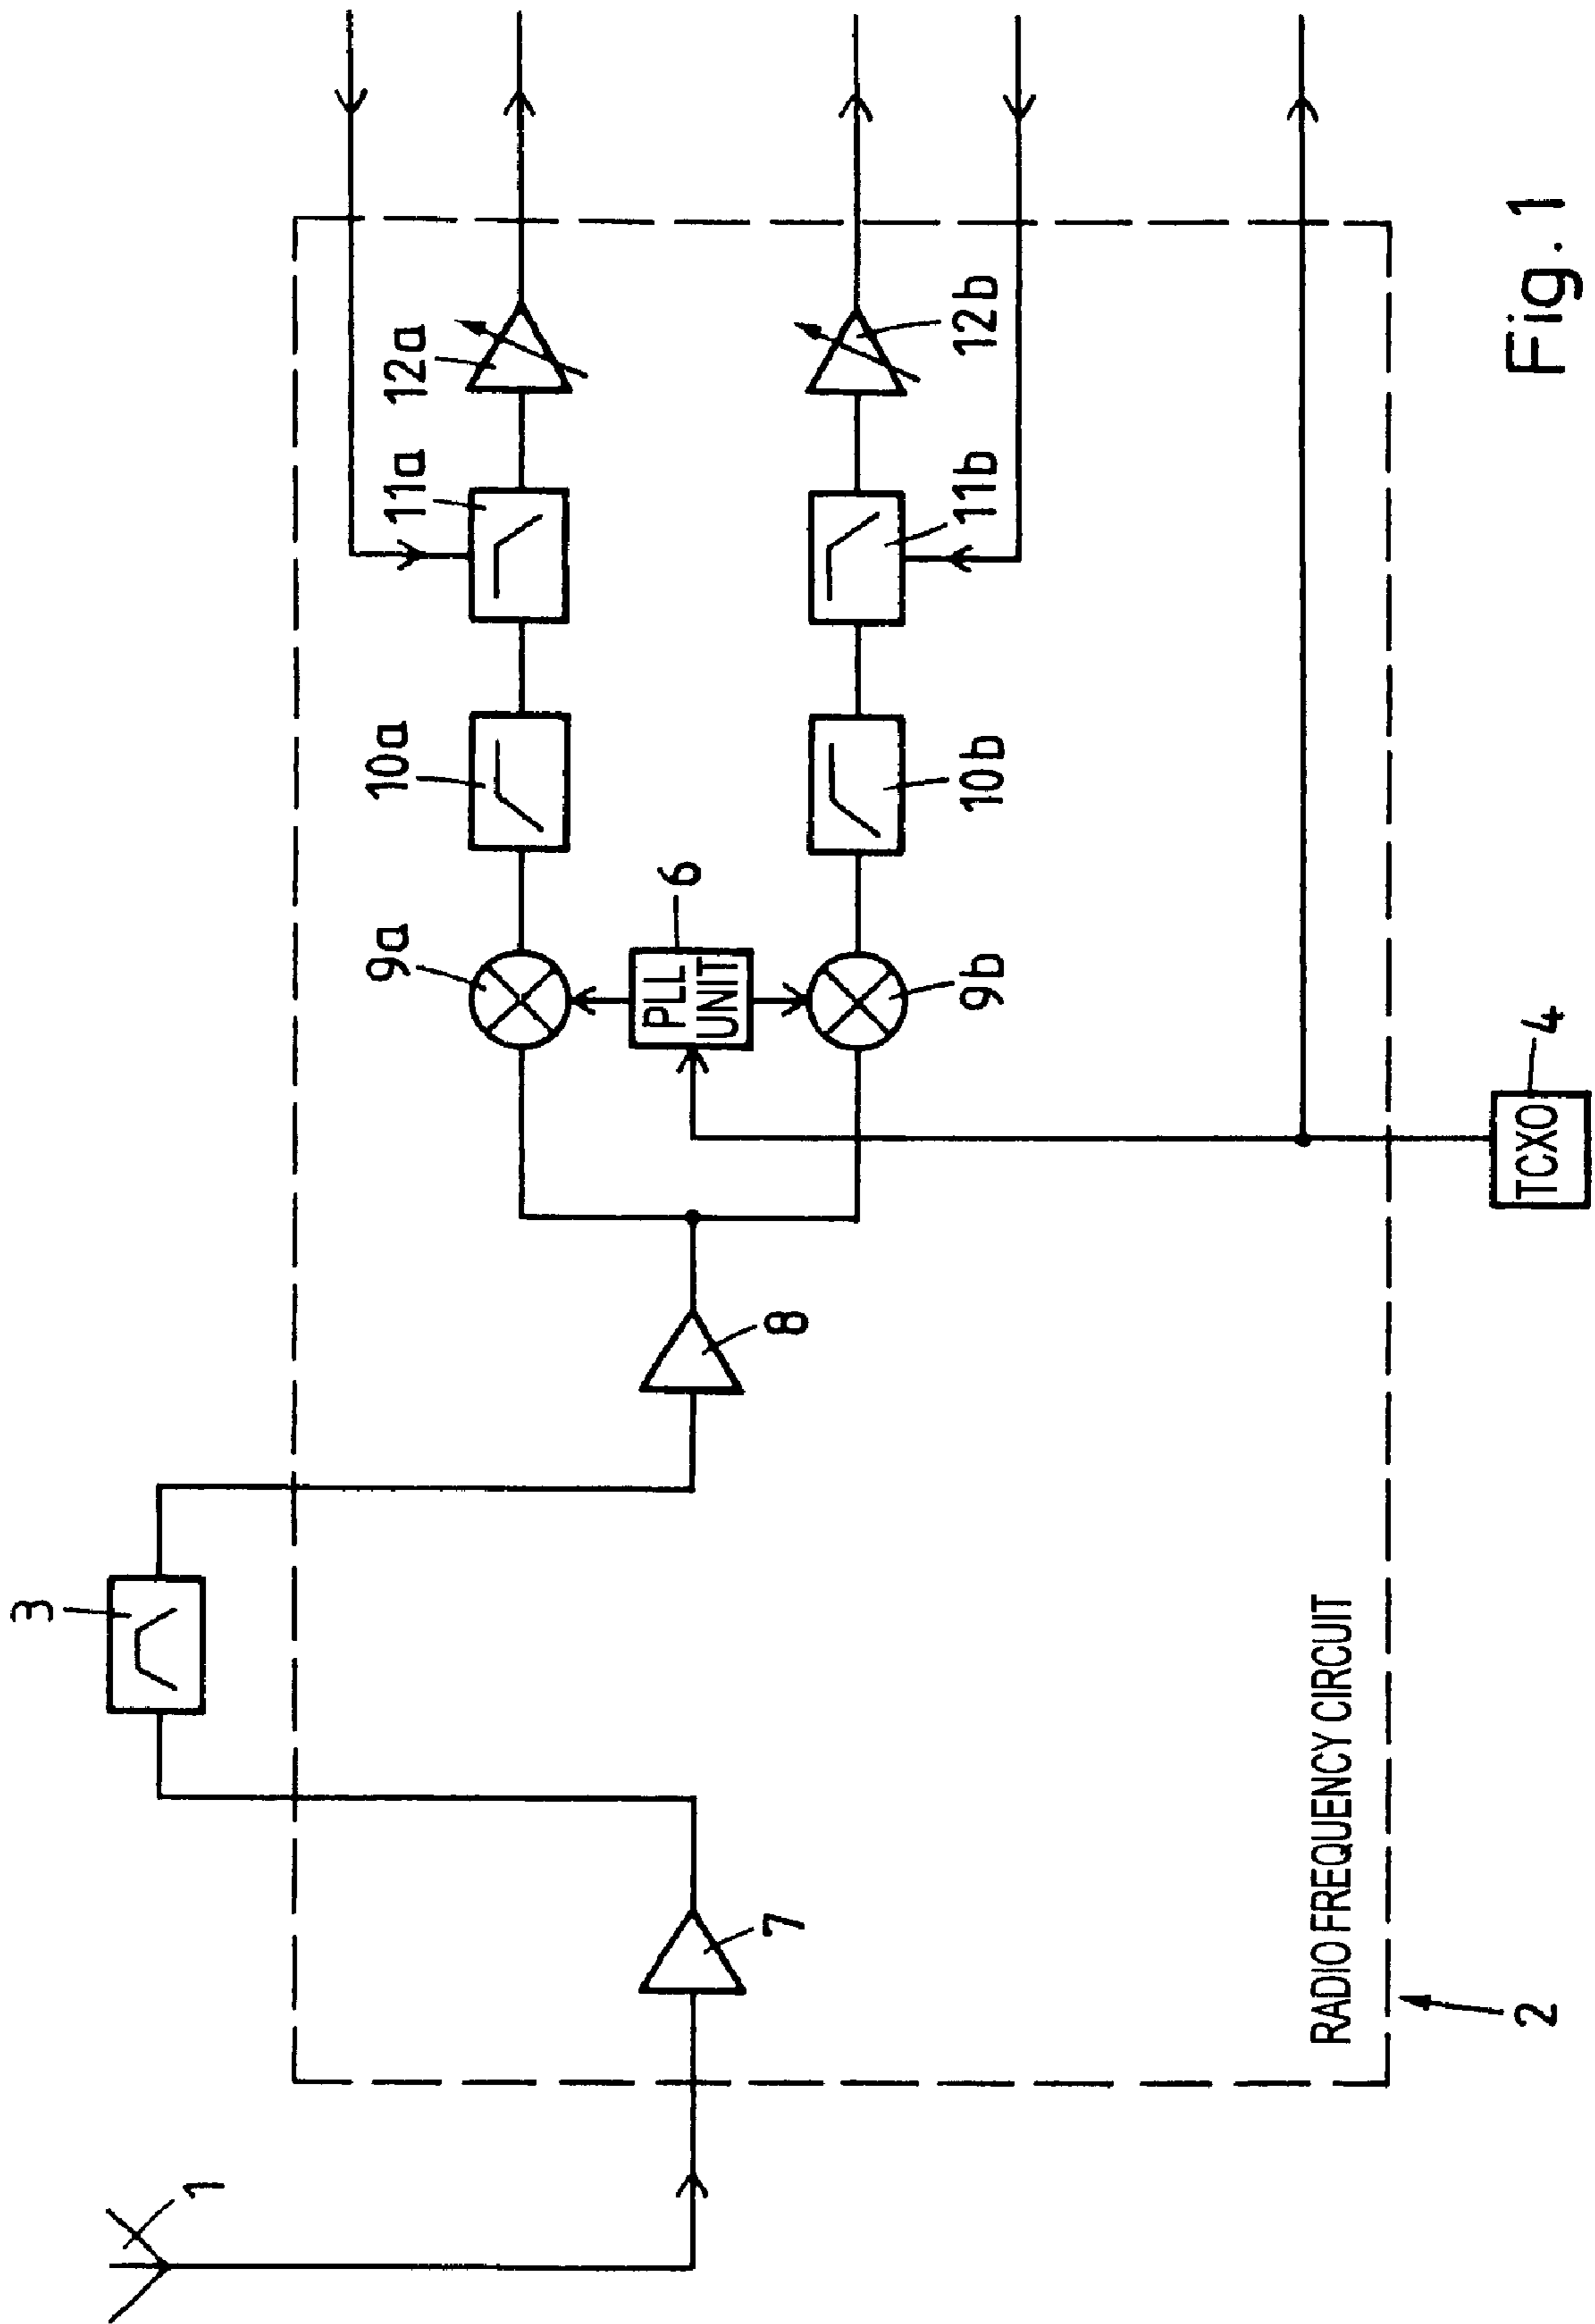 3
12a
11a
10a
9a
6
PLL
UNIT
8
7
1
12b
11b
10b
9b
4
TCXO
RADIO FREQUENCY CIRCUIT
2
Fig. 1